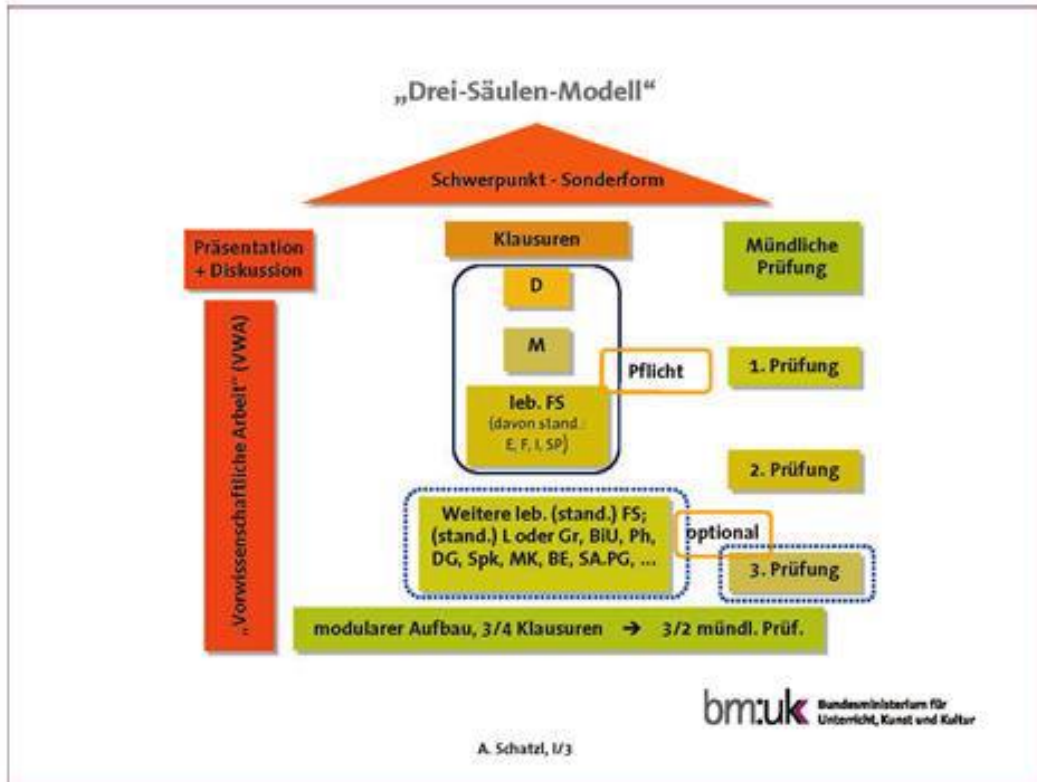 „Drei-Säulen-Modell“
Schwerpunkt - Sonderform
Präsentation
+ Diskussion
„Vorwissenschaftliche Arbeit“ (VWA)
Klausuren
D
M
leb. FS
(davon stand.:
E, F, I, SP)
Pflicht
Weitere leb. (stand.) FS;
(stand.) L oder Gr, BiU, Ph,
DG, Spk, MK, BE, SA.PG, ...
optional
Mündliche
Prüfung
1. Prüfung
2. Prüfung
3. Prüfung
modularer Aufbau, 3/4 Klausuren → 3/2 mündl. Prüf.
bm:uk
Bundesministerium für
Unterricht, Kunst und Kultur
A. Schatzl, I/3